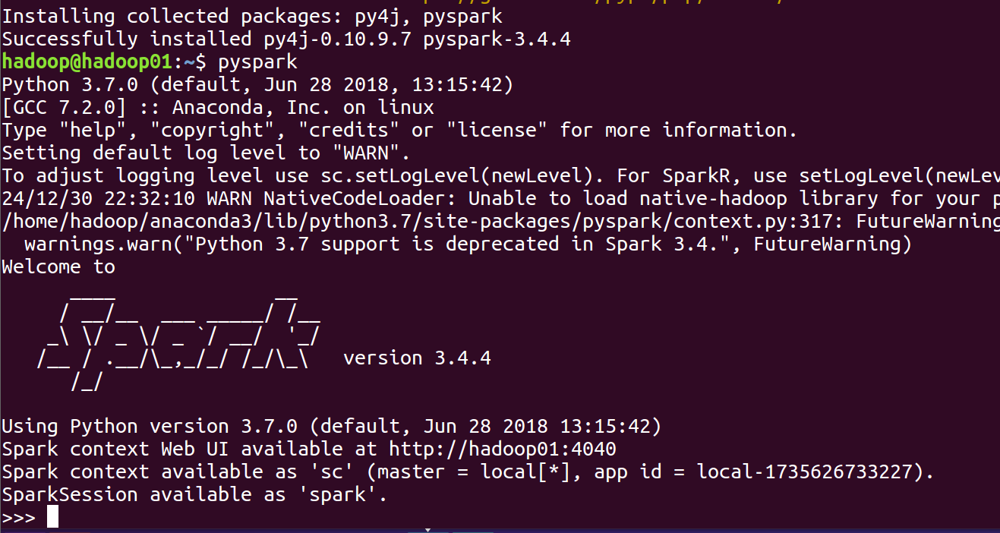 Installing collected packages: py4j, pyspark
Successfully installed py4j-0.10.9.7 pyspark-3.4.4
hadoop@hadoop01:~$ pyspark
Python 3.7.0 (default, Jun 28 2018, 13:15:42)
[GCC 7.2.0] :: Anaconda, Inc. on linux
Type "help", "copyright", "credits" or "license" for more information.
Setting default log level to "WARN".
To adjust logging level use sc.setLogLevel(newLevel). For SparkR, use setLogLevel(newLev
24/12/30 22:32:10 WARN NativeCodeLoader: Unable to load native-hadoop library for your p
/home/hadoop/anaconda3/lib/python3.7/site-packages/pyspark/context.py:317: FutureWarning
  warnings.warn("Python 3.7 support is deprecated in Spark 3.4.", FutureWarning)
Welcome to
      ____              __
     / __/__  ___ _____/ /__
    _\ \/ _ \/ _ `/ __/  '_/
   /__ / .__/\_,_/_/ /_/\_\   version 3.4.4
      /_/
Using Python version 3.7.0 (default, Jun 28 2018 13:15:42)
Spark context Web UI available at http://hadoop01:4040
Spark context available as 'sc' (master = local[*], app id = local-1735626733227).
SparkSession available as 'spark'.
>>>